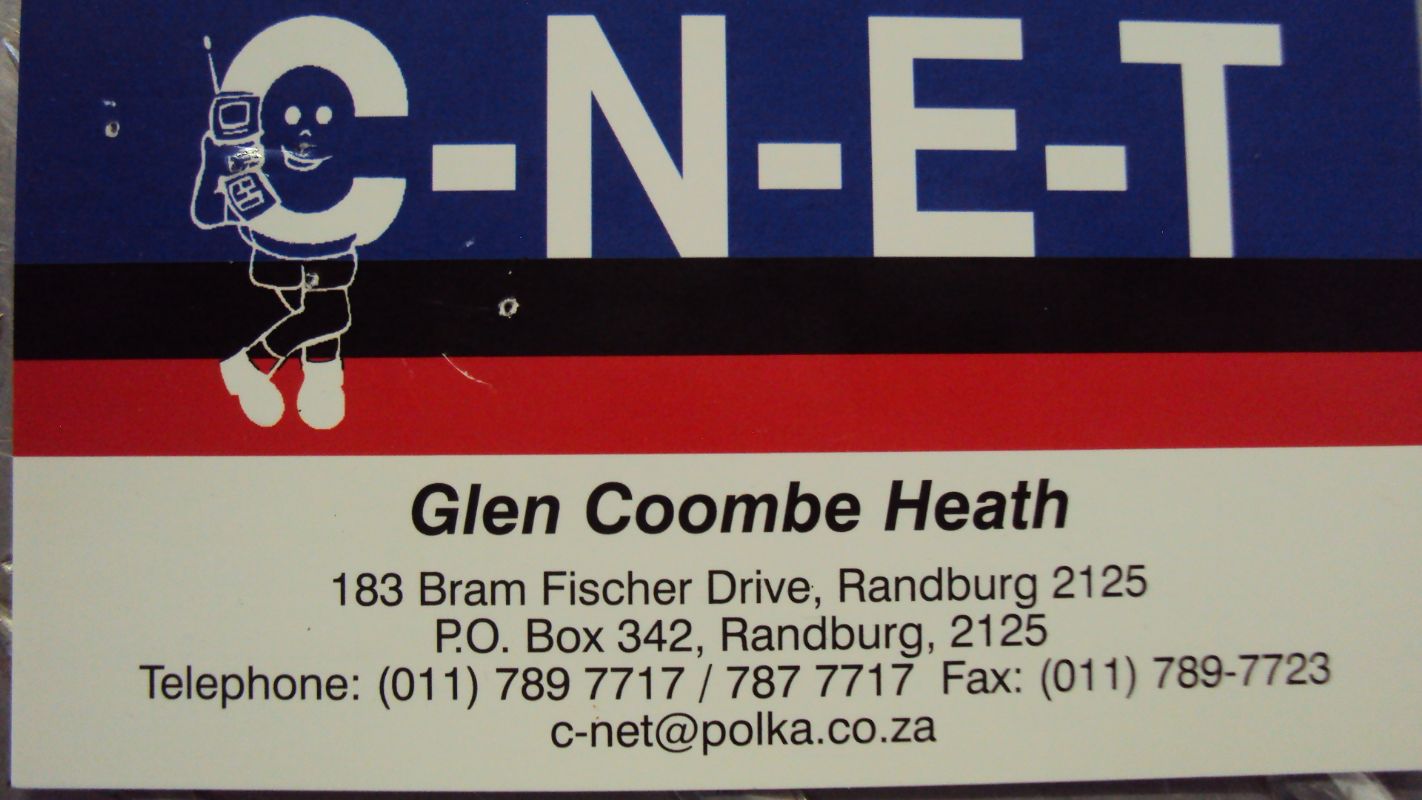 C-N-E-T
Glen Coombe Heath
183 Bram Fischer Drive, Randburg 2125
P.O. Box 342, Randburg, 2125
Telephone: (011) 789 7717 / 787 7717 Fax: (011) 789-7723
c-net@polka.co.za